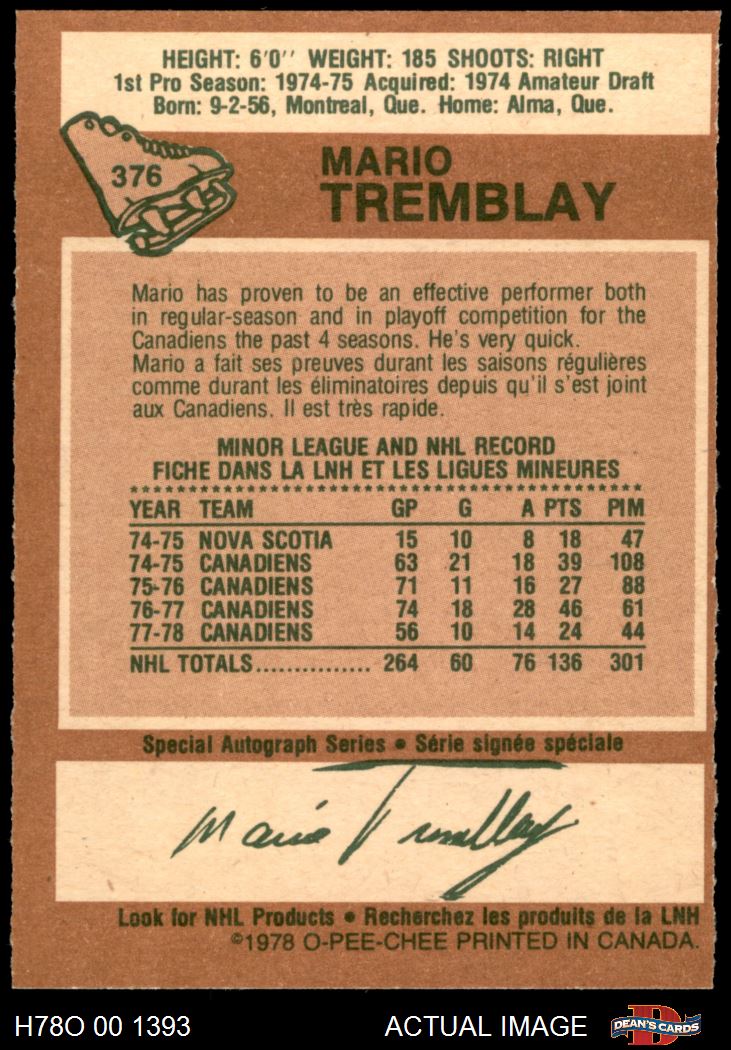 HEIGHT: 6'0'' WEIGHT: 185 SHOOTS: RIGHT
1st Pro Season: 1974-75 Acquired: 1974 Amateur Draft
Born: 9-2-56, Montreal, Que. Home: Alma, Que.
376
MARIO
TREMBLAY
Mario has proven to be an effective performer both
in regular-season and in playoff competition for the
Canadiens the past 4 seasons. He's very quick.
Mario a fait ses preuves durant les saisons régulières
comme durant les éliminatoires depuis qu'il s'est joint
aux Canadiens. Il est très rapide.
MINOR LEAGUE AND NHL RECORD
FICHE DANS LA LNH ET LES LIGUES MINEURES
YEAR TEAM GP G A PTS PIM
74-75 NOVA SCOTIA 15 10 8 18 47
74-75 CANADIENS 63 21 18 39 108
75-76 CANADIENS 71 11 16 27 88
76-77 CANADIENS 74 18 28 46 61
77-78 CANADIENS 56 10 14 24 44
NHL TOTALS................ 264 60 76 136 301
Special Autograph Series • Série signée spéciale
Mario Tremblay
Look for NHL Products • Recherchez les produits de la LNH
©1978 O-PEE-CHEE PRINTED IN CANADA.
H78O 00 1393 ACTUAL IMAGE D DEAN'S CARDS